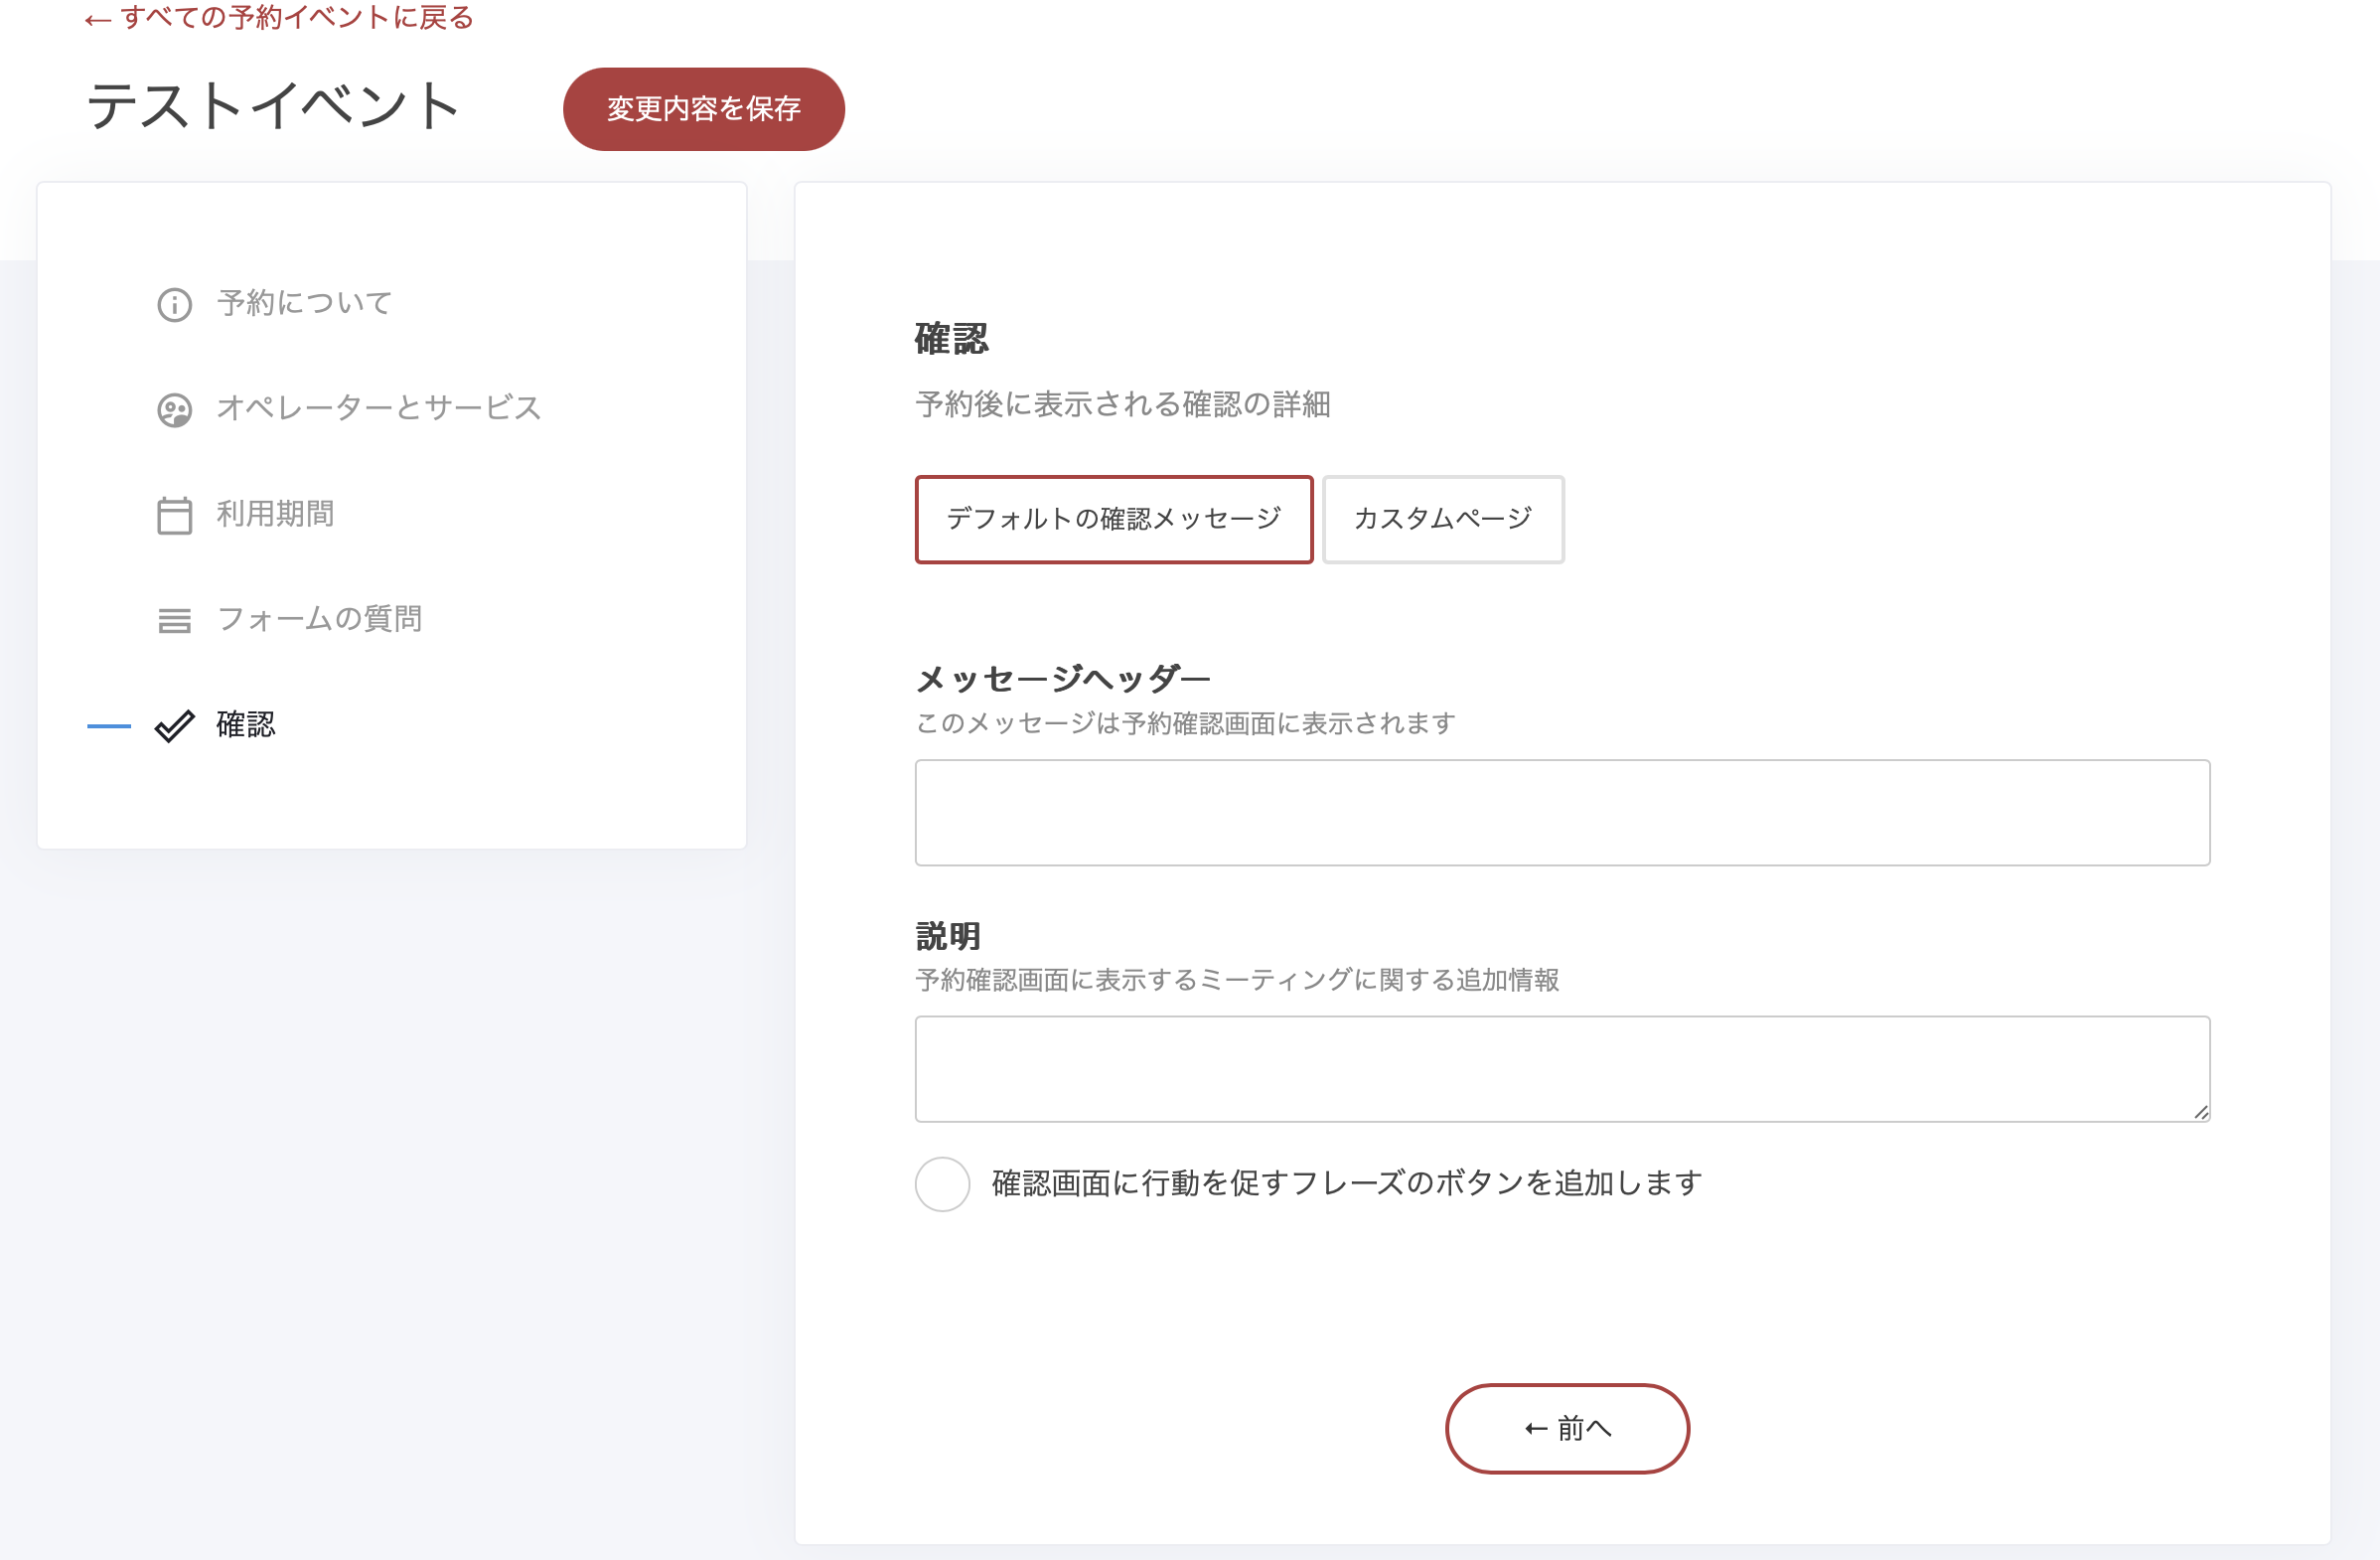 ← すべての予約イベントに戻る
テストイベント
変更内容を保存
予約について
オペレーターとサービス
利用期間
フォームの質問
確認
確認
予約後に表示される確認の詳細
デフォルトの確認メッセージ
カスタムページ
メッセージヘッダー
このメッセージは予約確認画面に表示されます
説明
予約確認画面に表示するミーティングに関する追加情報
確認画面に行動を促すフレーズのボタンを追加します
← 前へ